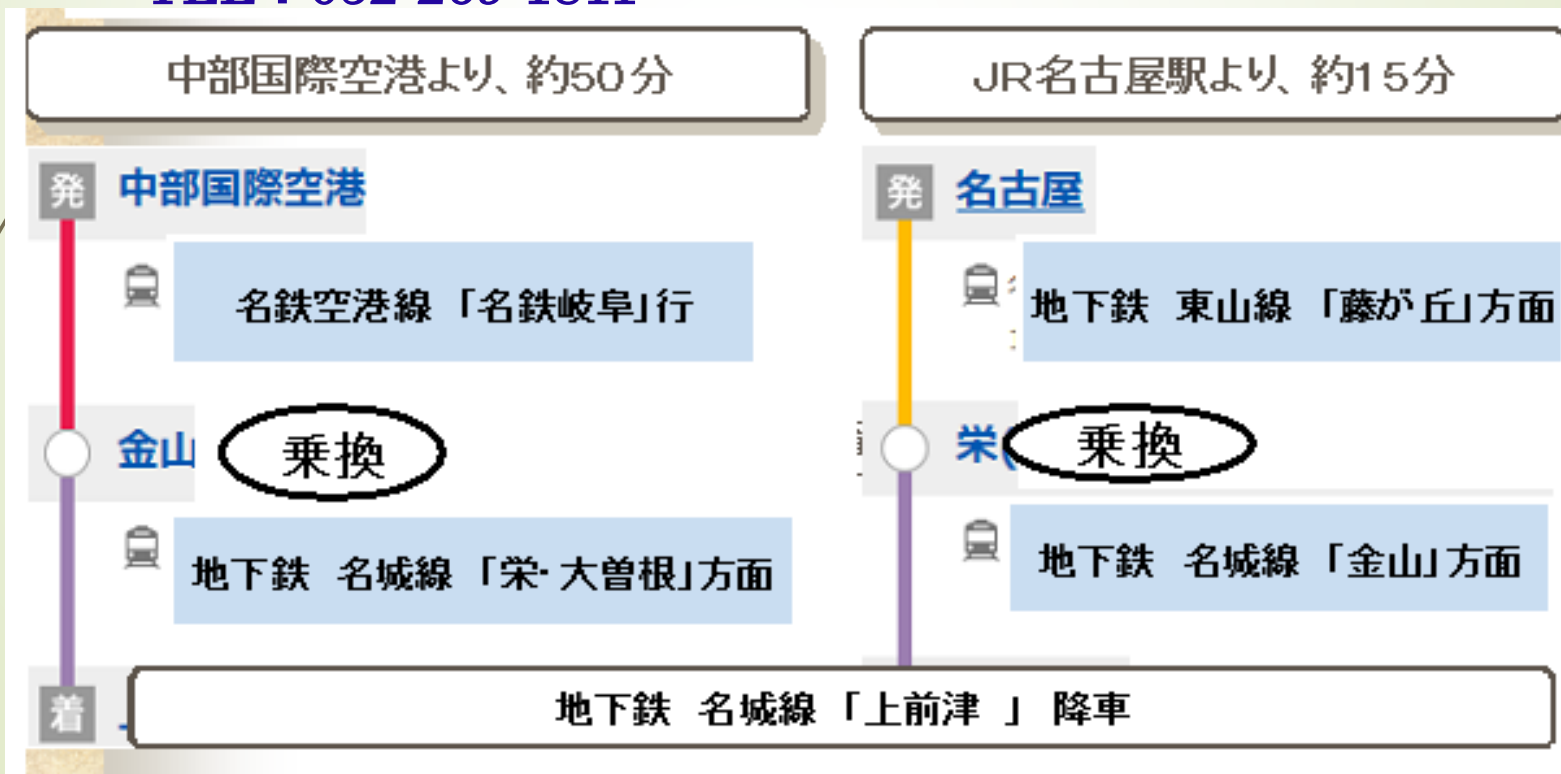 中部国際空港より、約50分
発 中部国際空港
名鉄空港線「名鉄岐阜」行
金山 乗換
地下鉄 名城線「栄・大曽根」方面
着
JR名古屋駅より、約15分
発 名古屋
地下鉄 東山線「藤が丘」方面
栄( 乗換
地下鉄 名城線「金山」方面
地下鉄 名城線「上前津 」 降車